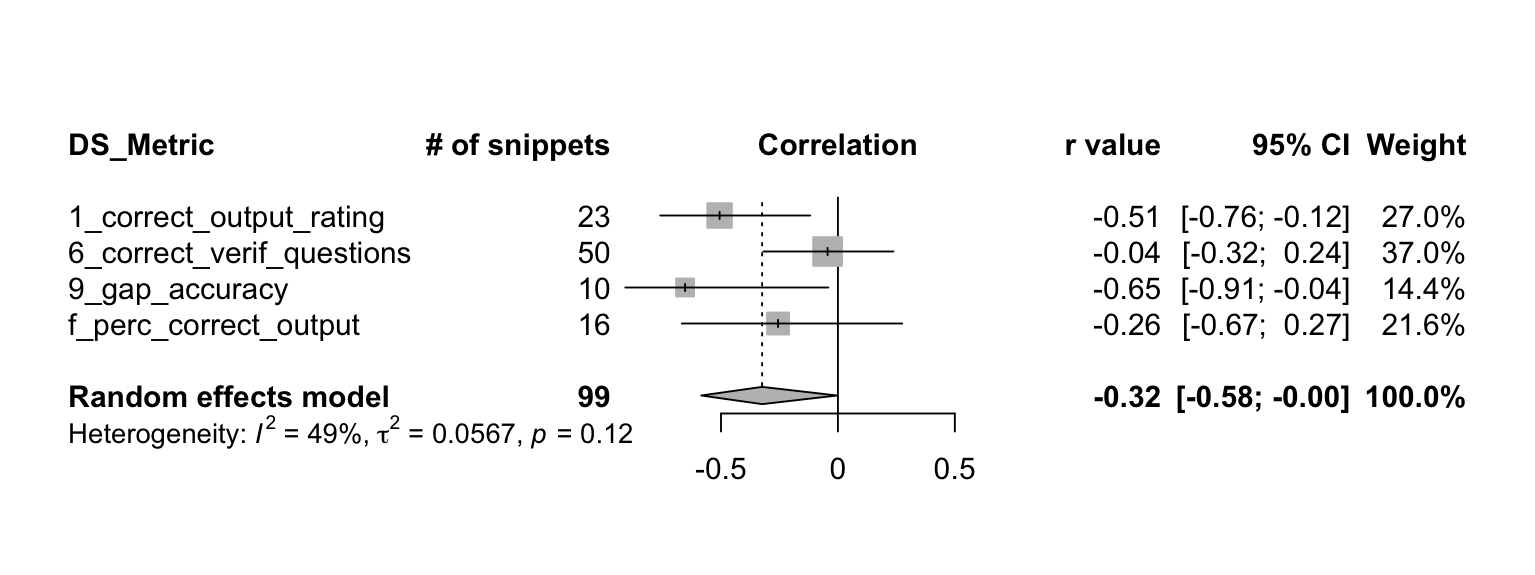 DS_Metric # of snippets Correlation r value 95% CI Weight
1_correct_output_rating 23 -0.51 [-0.76; -0.12] 27.0%
6_correct_verif_questions 50 -0.04 [-0.32; 0.24] 37.0%
9_gap_accuracy 10 -0.65 [-0.91; -0.04] 14.4%
f_perc_correct_output 16 -0.26 [-0.67; 0.27] 21.6%
Random effects model 99 -0.32 [-0.58; -0.00] 100.0%
Heterogeneity: I² = 49%, τ² = 0.0567, p = 0.12
-0.5 0 0.5